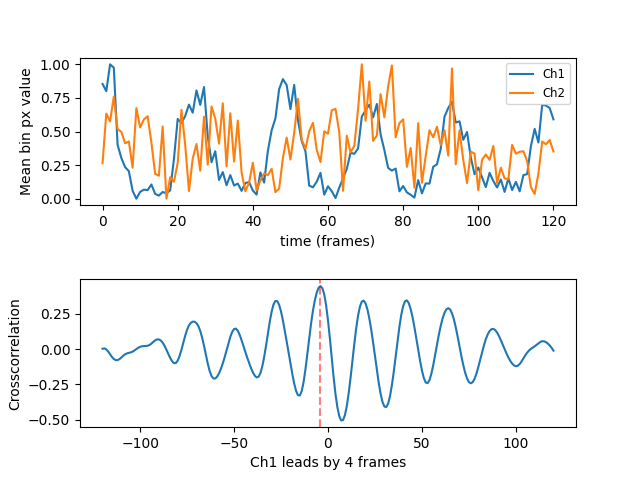 Mean bin px value
1.00
0.75
0.50
0.25
0.00
Ch1
Ch2
0 20 40 60 80 100 120
time (frames)
Crosscorrelation
0.25
0.00
−0.25
−0.50
−100 −50 0 50 100
Ch1 leads by 4 frames